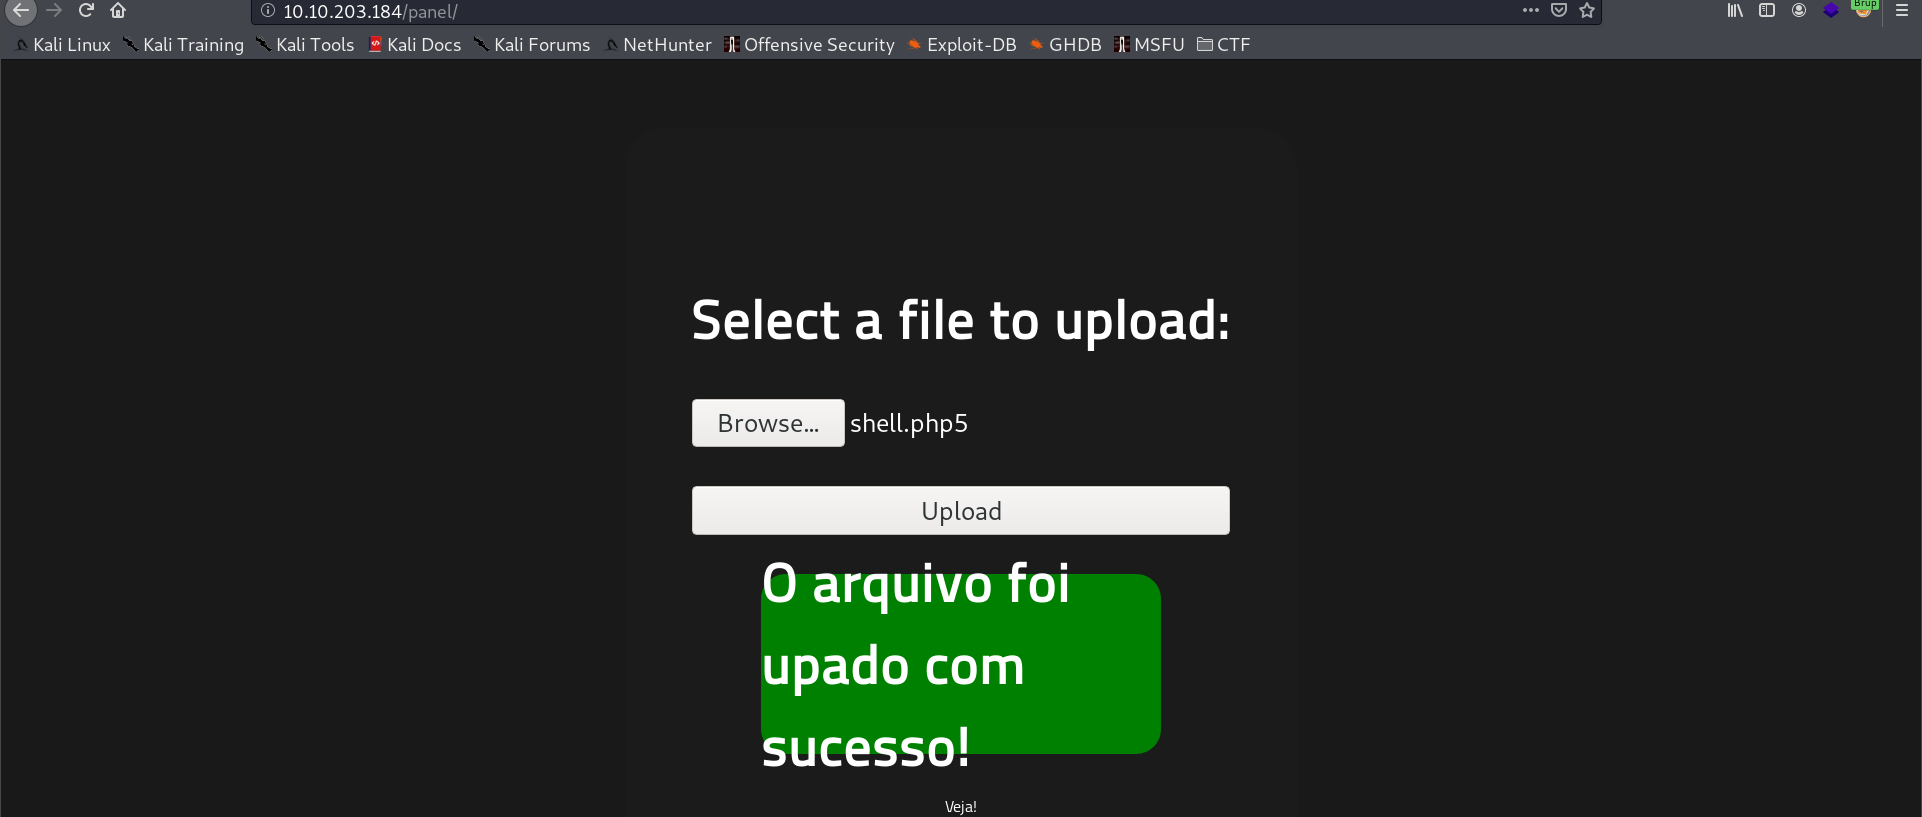 10.10.203.184/panel/
Brup
Kali Linux Kali Training Kali Tools Kali Docs Kali Forums NetHunter Offensive Security Exploit-DB GHDB MSFU CTF
Select a file to upload:
Browse... shell.php5
Upload
O arquivo foi
upado com
sucesso!
Veja!